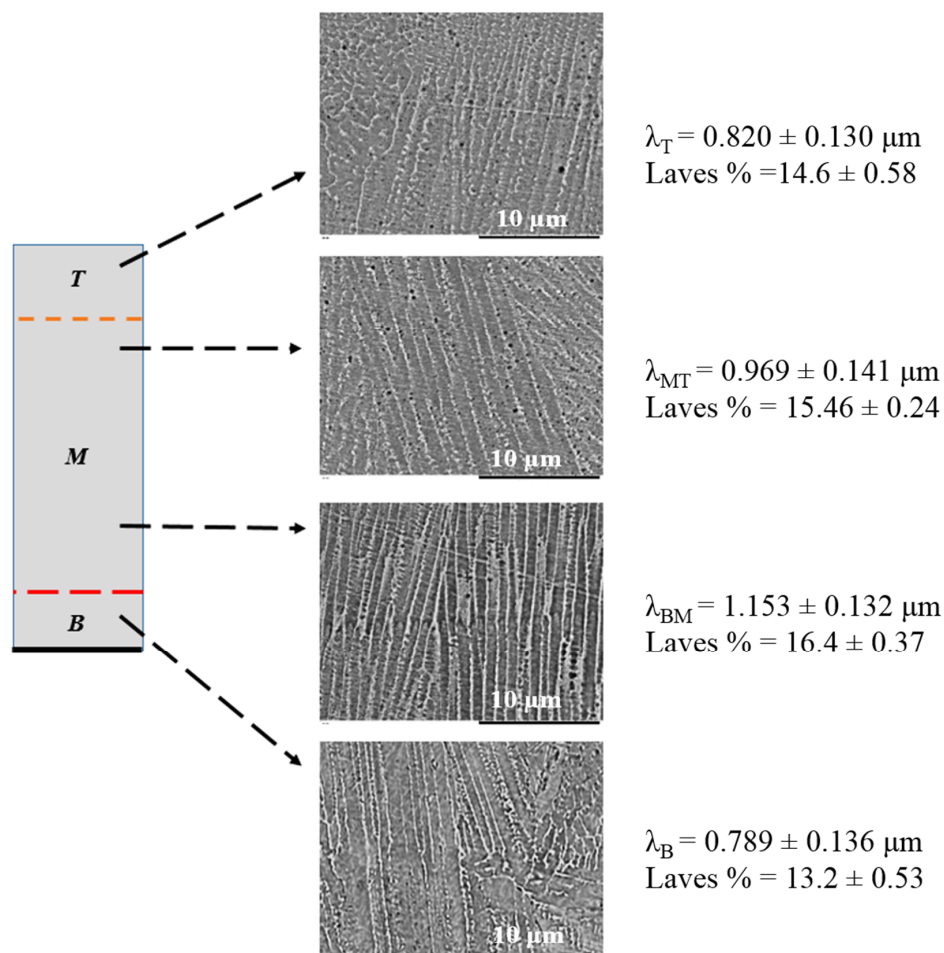 T
M
B
10 μm
10 μm
10 μm
10 μm
λT = 0.820 ± 0.130 μm
Laves % =14.6 ± 0.58
λMT = 0.969 ± 0.141 μm
Laves % = 15.46 ± 0.24
λBM = 1.153 ± 0.132 μm
Laves % = 16.4 ± 0.37
λB = 0.789 ± 0.136 μm
Laves % = 13.2 ± 0.53